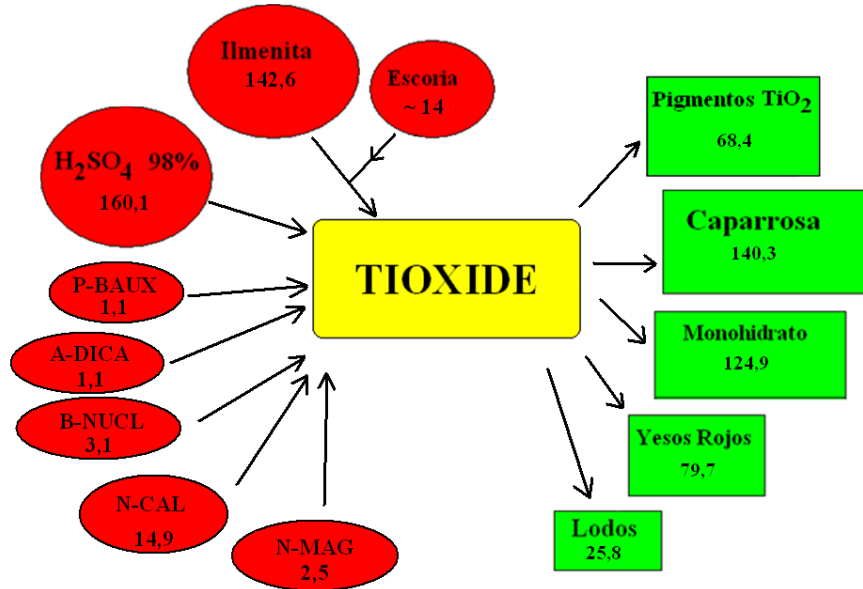 Ilmenita
142,6
Escoria
~ 14
H₂SO₄ 98%
160,1
P-BAUX
1,1
A-DICA
1,1
B-NUCL
3,1
N-CAL
14,9
N-MAG
2,5
TIOXIDE
Pigmentos TiO₂
68,4
Caparrosa
140,3
Monohidrato
124,9
Yesos Rojos
79,7
Lodos
25,8